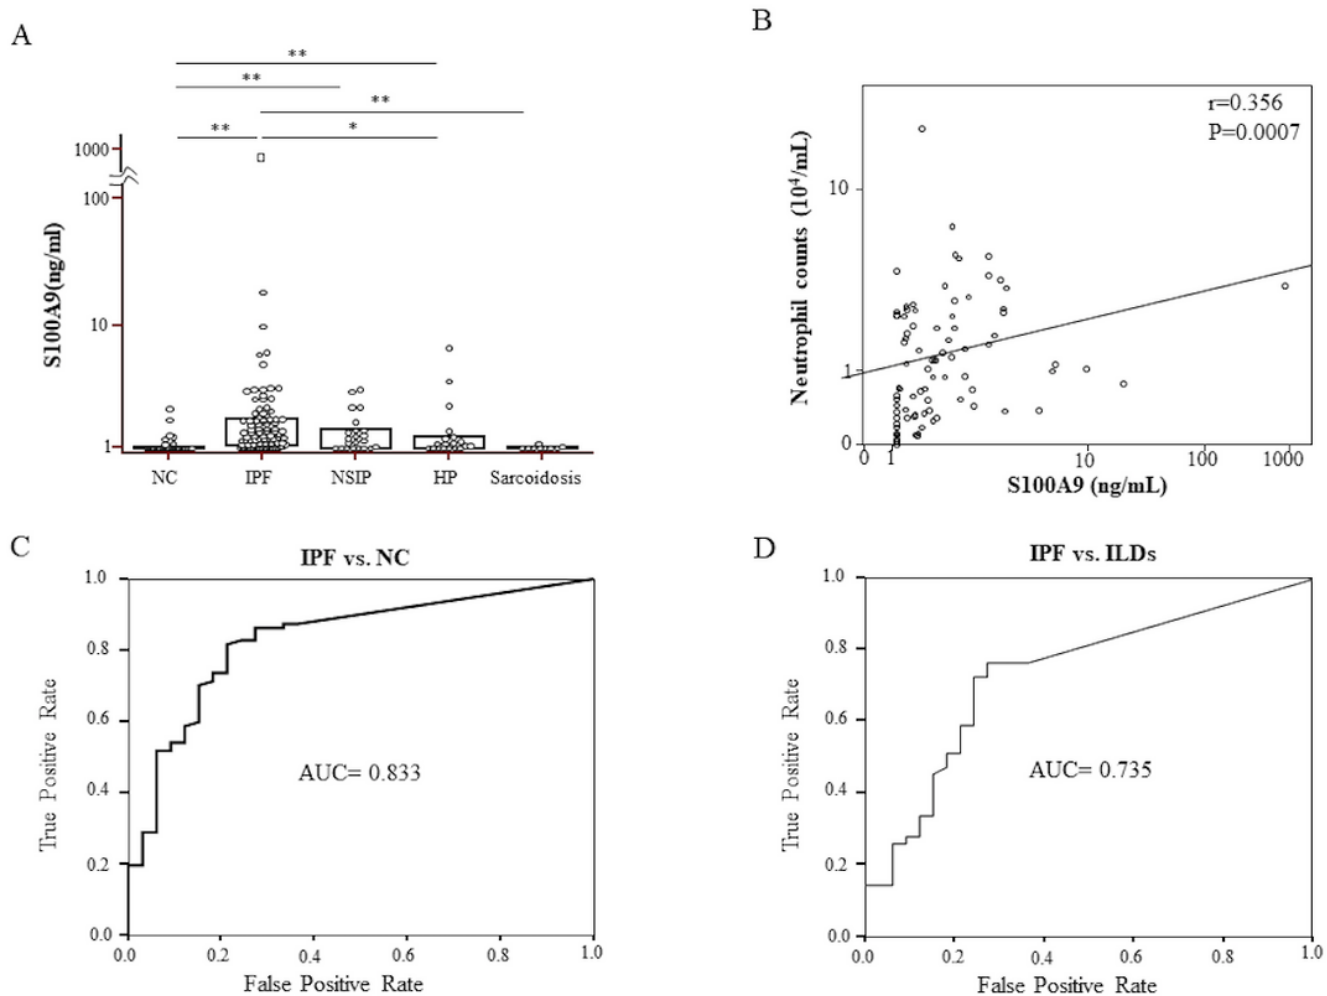 A
**
**
**
**
*
1000
100
10
1
S100A9(ng/ml)
NC IPF NSIP HP Sarcoidosis
B
r=0.356
P=0.0007
Neutrophil counts (10⁴/mL)
10
1
0
0 1 10 100 1000
S100A9 (ng/mL)
C
IPF vs. NC
1.0
0.8
0.6
0.4
0.2
0.0
True Positive Rate
AUC= 0.833
0.0 0.2 0.4 0.6 0.8 1.0
False Positive Rate
D
IPF vs. ILDs
1.0
0.8
0.6
0.4
0.2
0.0
True Positive Rate
AUC= 0.735
0.0 0.2 0.4 0.6 0.8 1.0
False Positive Rate